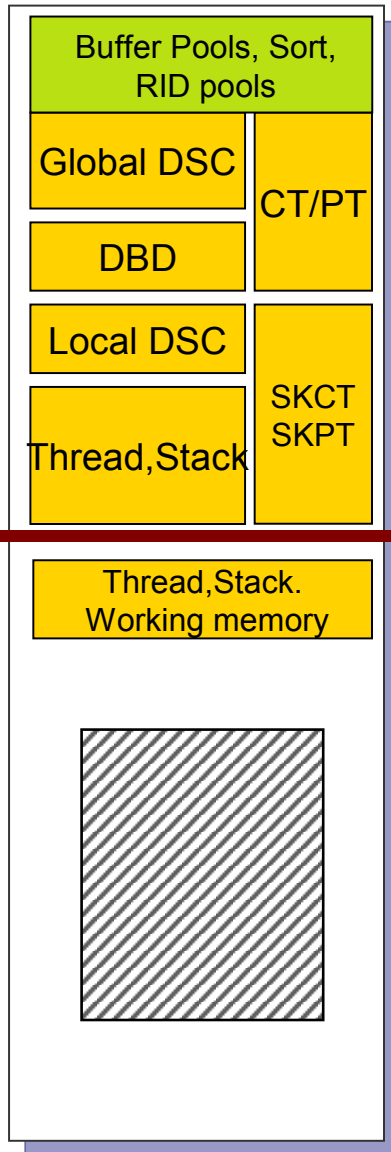 Buffer Pools, Sort,
RID pools
Global DSC
CT/PT
DBD
Local DSC
SKCT
SKPT
Thread,Stack
Thread,Stack.
Working memory